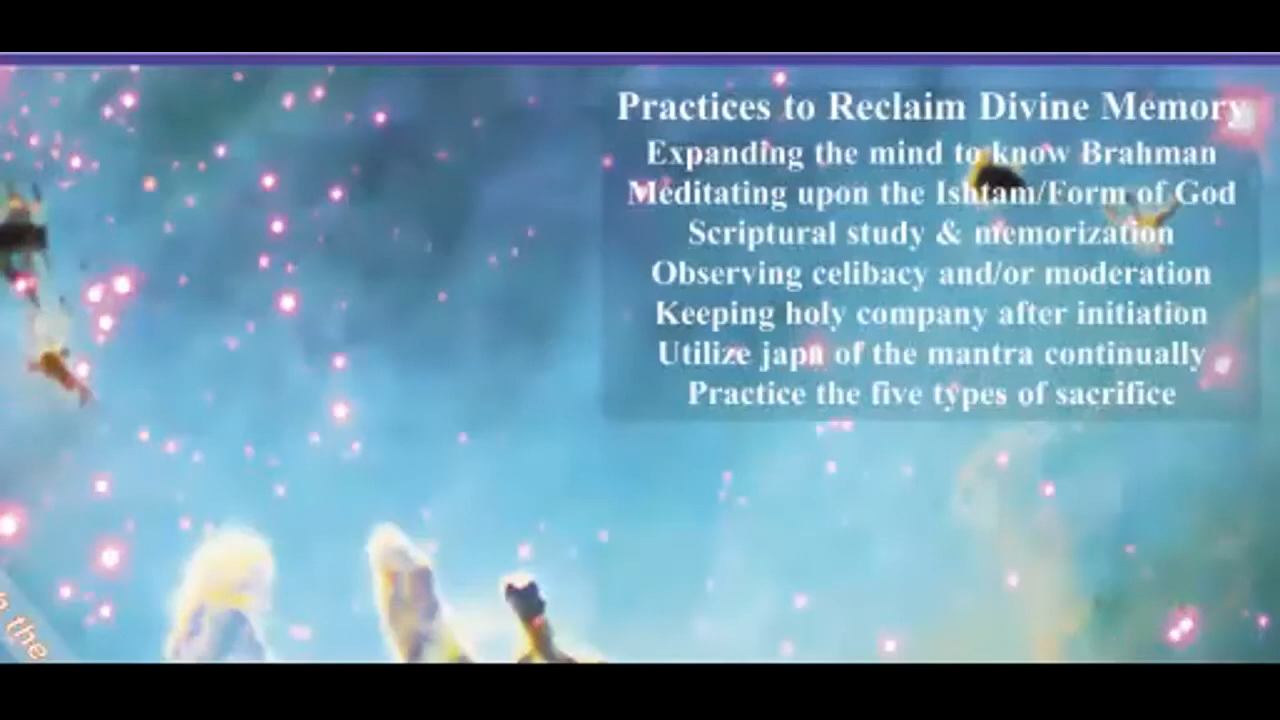 Practices to Reclaim Divine Memory
Expanding the mind to know Brahman
Meditating upon the Ishtam/Form of God
Scriptural study & memorization
Observing celibacy and/or moderation
Keeping holy company after initiation
Utilize japa of the mantra continually
Practice the five types of sacrifice
the